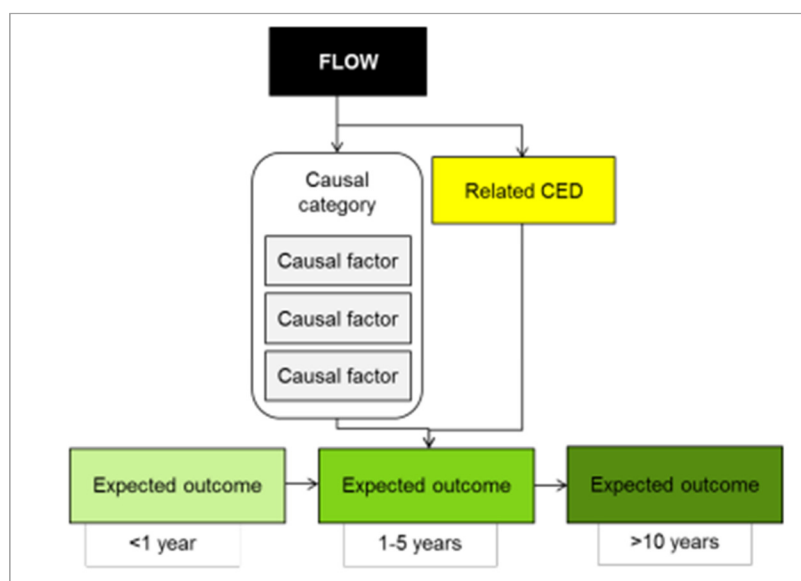 FLOW
Causal
category
Related CED
Causal factor
Causal factor
Causal factor
Expected outcome
Expected outcome
Expected outcome
<1 year
1-5 years
>10 years